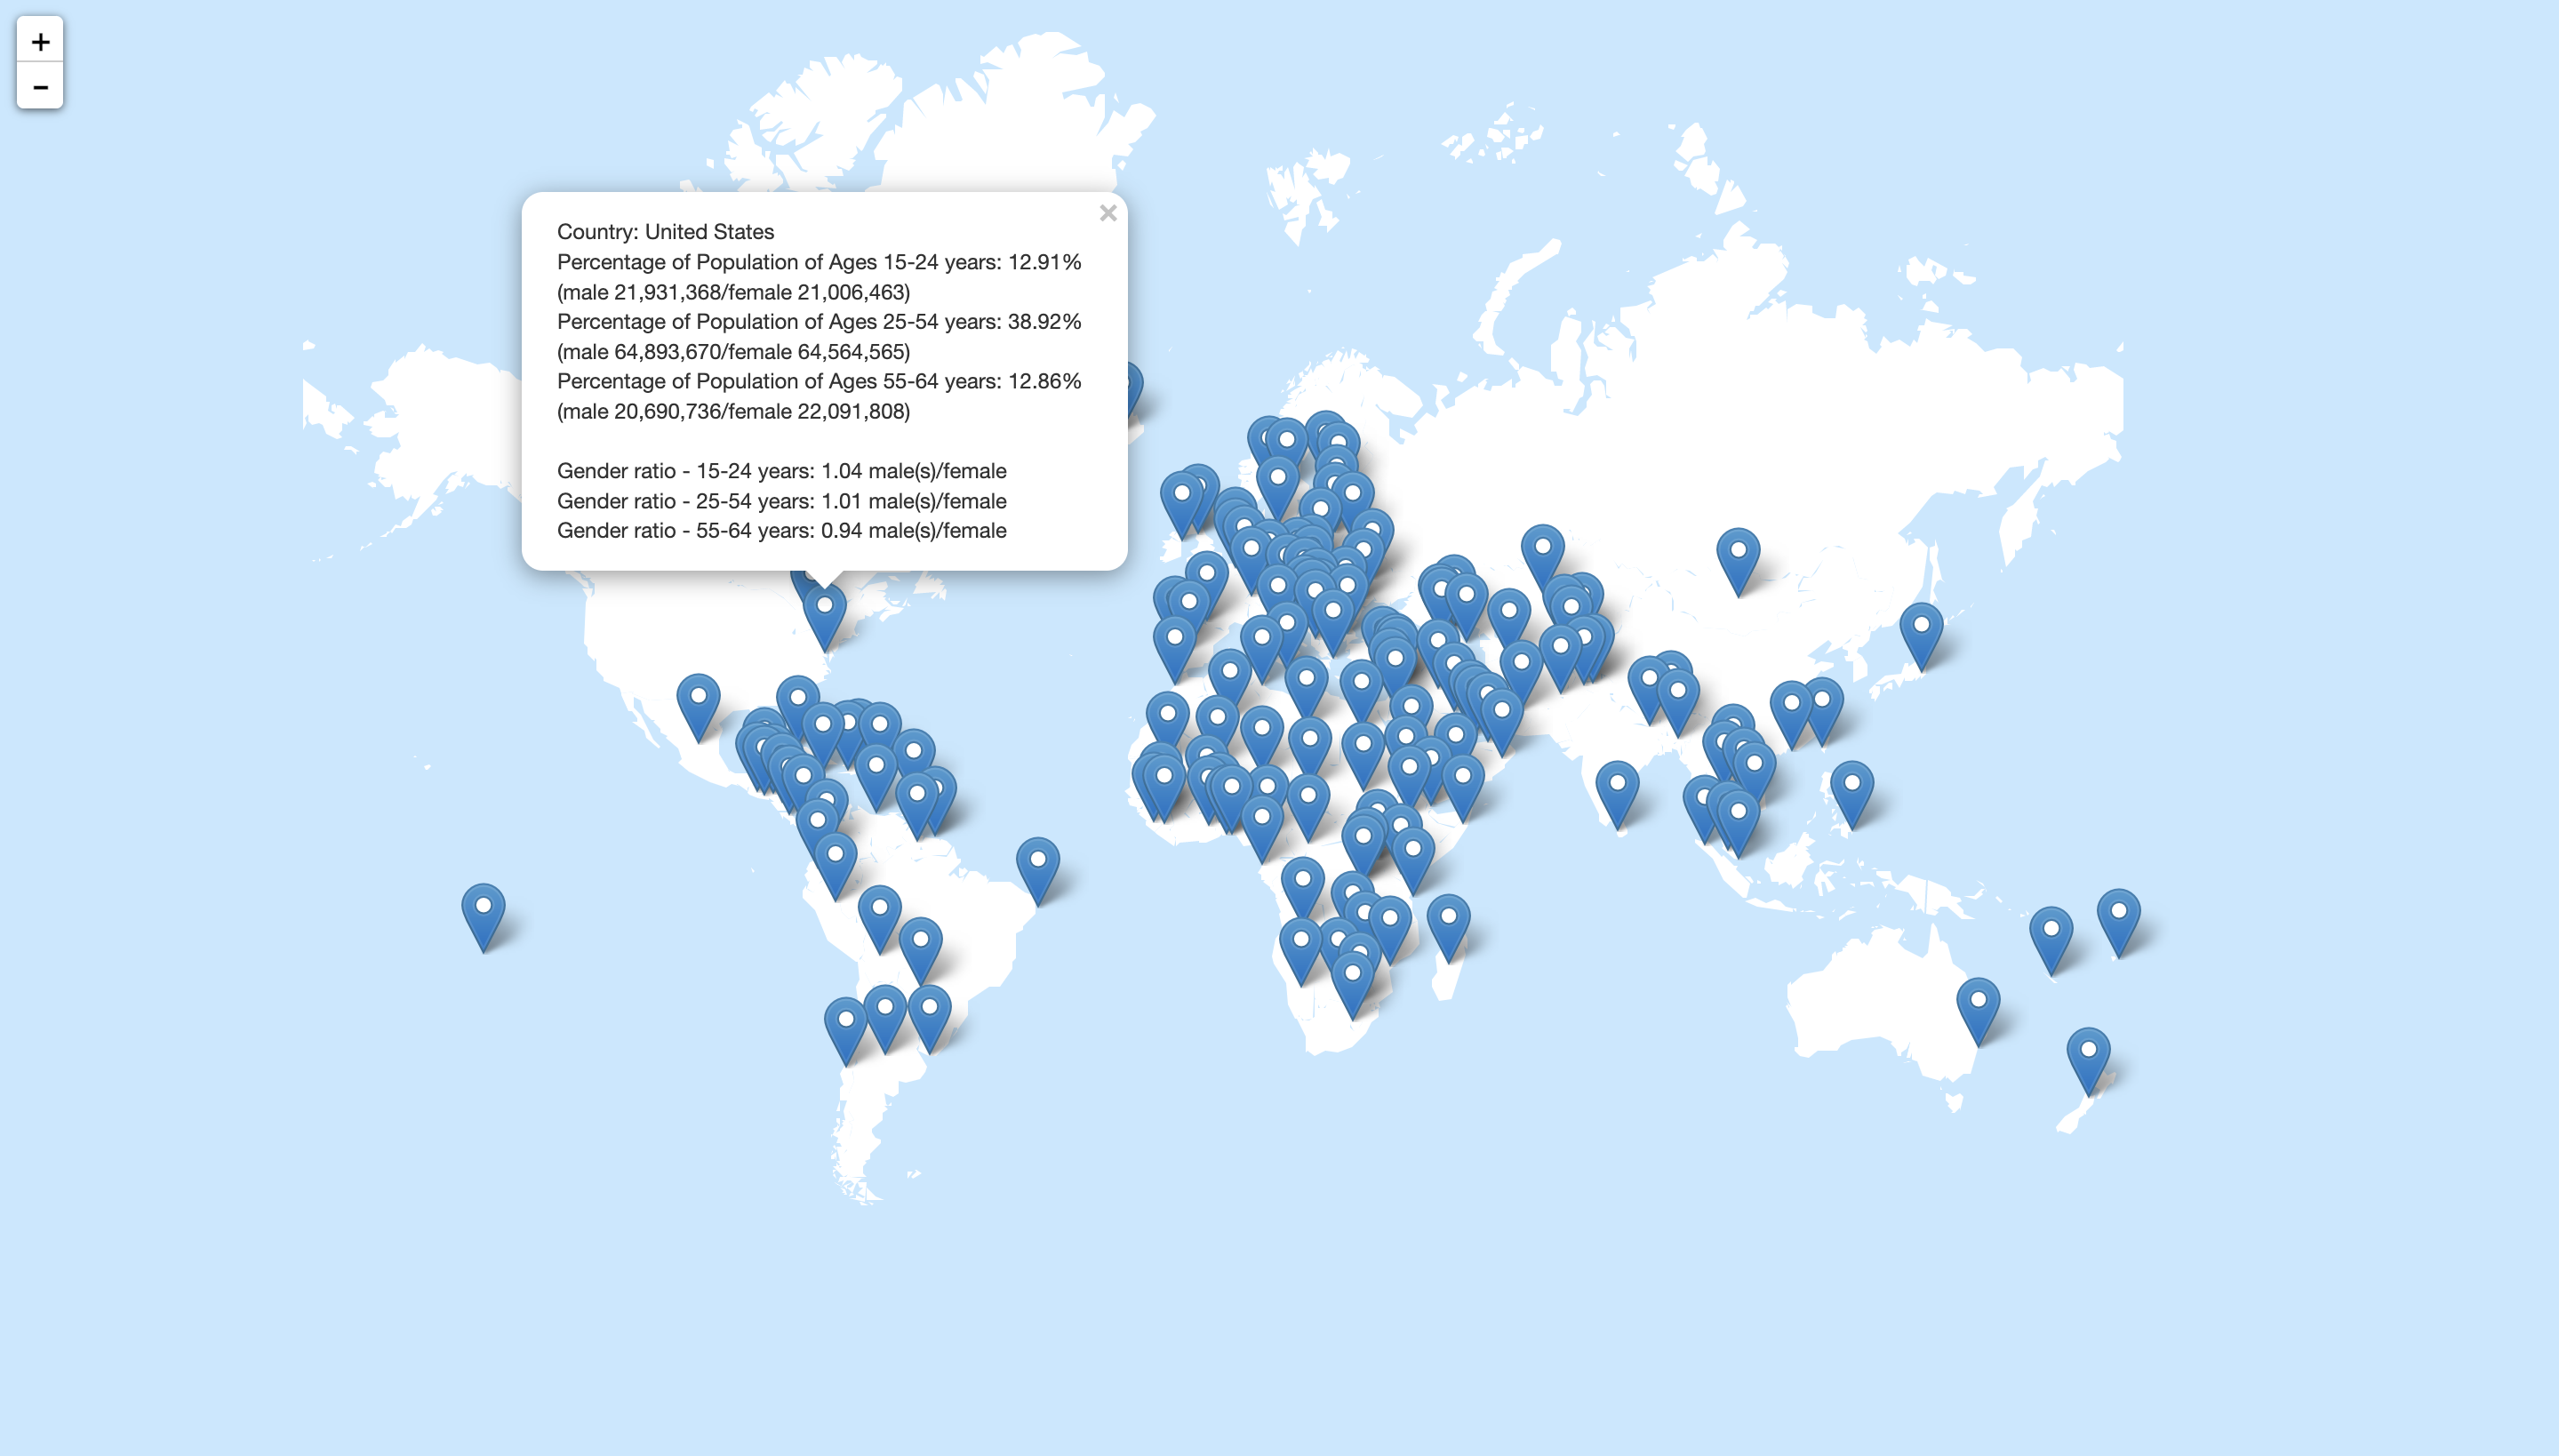 +
−
Country: United States
Percentage of Population of Ages 15-24 years: 12.91%
(male 21,931,368/female 21,006,463)
Percentage of Population of Ages 25-54 years: 38.92%
(male 64,893,670/female 64,564,565)
Percentage of Population of Ages 55-64 years: 12.86%
(male 20,690,736/female 22,091,808)
Gender ratio - 15-24 years: 1.04 male(s)/female
Gender ratio - 25-54 years: 1.01 male(s)/female
Gender ratio - 55-64 years: 0.94 male(s)/female